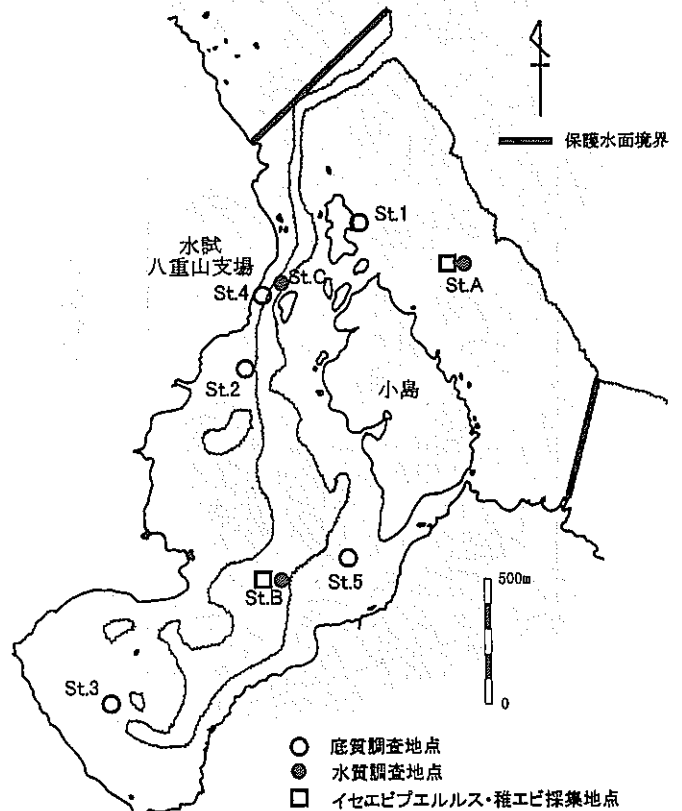 保護水面境界
St.1
水試
八重山支場
St.C
St.A
St.4
St.2
小島
500m
St.B
St.5
0
St.3
底質調査地点
水質調査地点
イセエビプエルルス・稚エビ採集地点